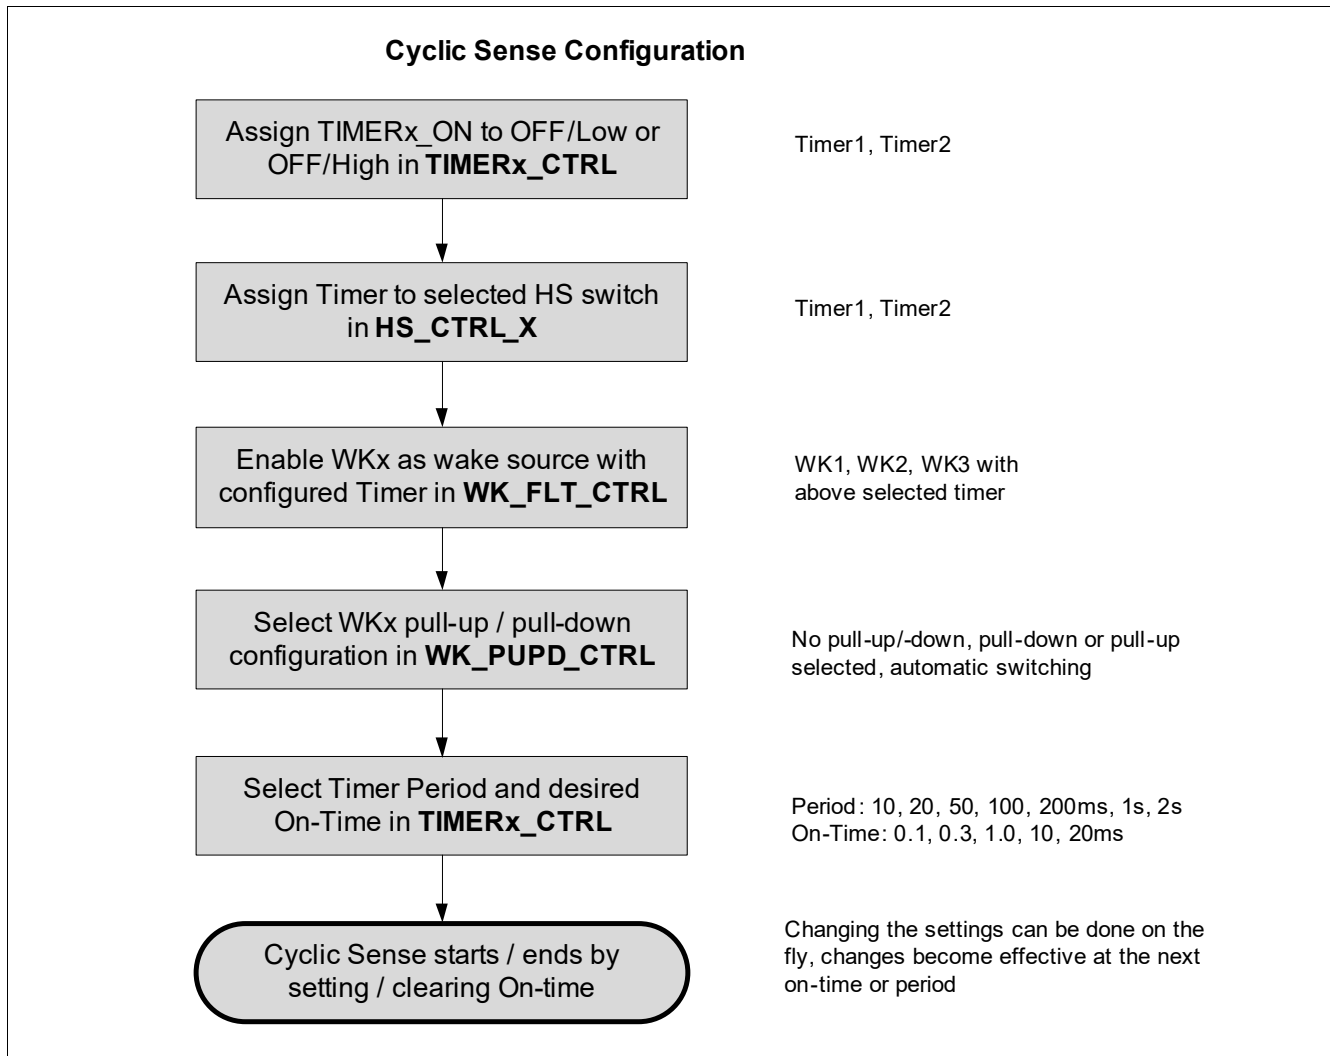 Cyclic Sense Configuration
Assign TIMERx_ON to OFF/Low or
OFF/High in TIMERx_CTRL
Timer1, Timer2
Assign Timer to selected HS switch
in HS_CTRL_X
Timer1, Timer2
Enable WKx as wake source with
configured Timer in WK_FLT_CTRL
WK1, WK2, WK3 with
above selected timer
Select WKx pull-up / pull-down
configuration in WK_PUPD_CTRL
No pull-up/-down, pull-down or pull-up
selected, automatic switching
Select Timer Period and desired
On-Time in TIMERx_CTRL
Period: 10, 20, 50, 100, 200ms, 1s, 2s
On-Time: 0.1, 0.3, 1.0, 10, 20ms
Cyclic Sense starts / ends by
setting / clearing On-time
Changing the settings can be done on the
fly, changes become effective at the next
on-time or period